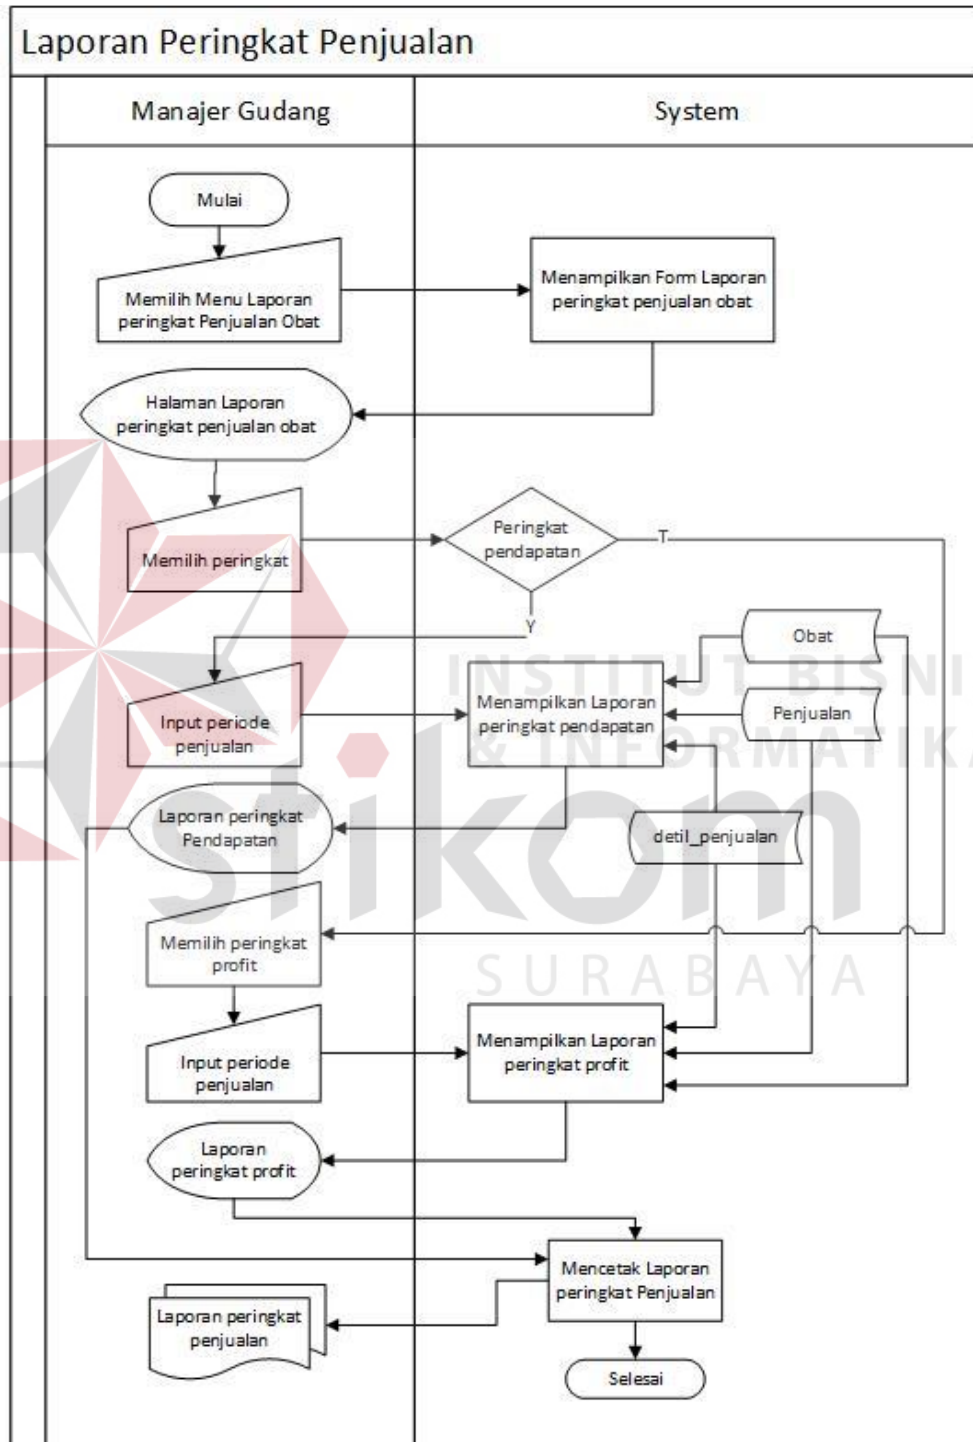 Laporan Peringkat Penjualan
Manajer Gudang
System
Mulai
Memilih Menu Laporan
peringkat Penjualan Obat
Menampilkan Form Laporan
peringkat penjualan obat
Halaman Laporan
peringkat penjualan obat
Memilih peringkat
Peringkat
pendapatan
T
Y
Obat
Input periode
penjualan
Menampilkan Laporan
peringkat pendapatan
Penjualan
INSTITUT BISNI
& INFORMATIKA
Laporan peringkat
Pendapatan
detil_penjualan
stikom
SURABAYA
Memilih peringkat
profit
Input periode
penjualan
Menampilkan Laporan
peringkat profit
Laporan
peringkat profit
Mencetak Laporan
peringkat Penjualan
Laporan peringkat
penjualan
Selesai